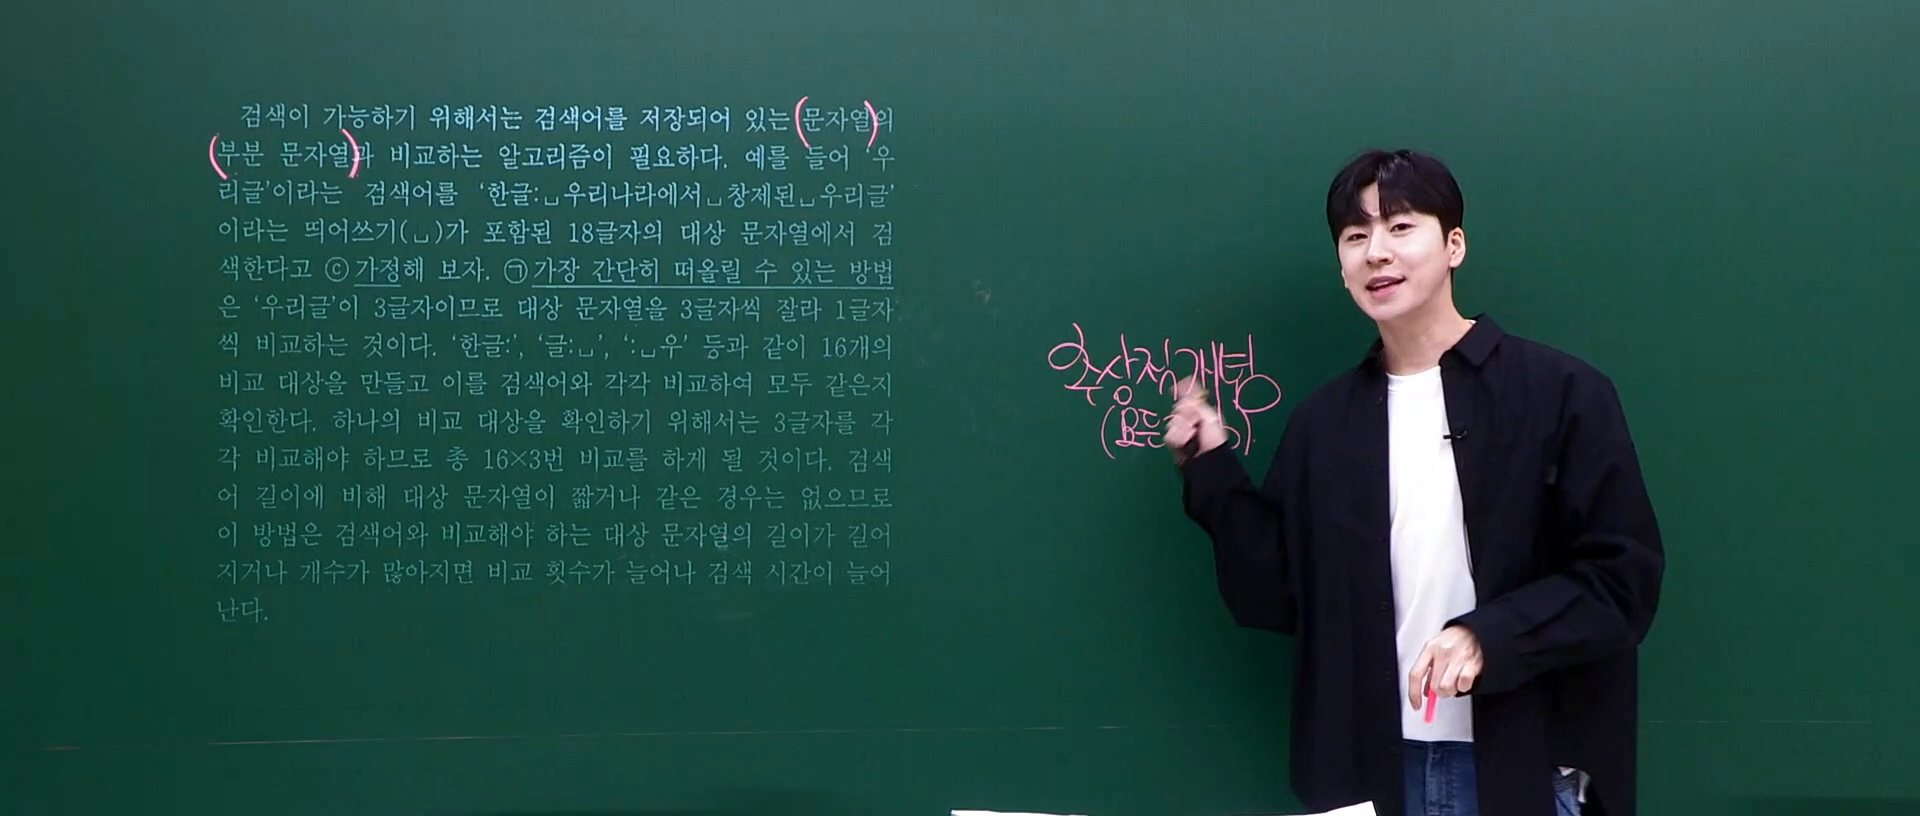 검색이 가능하기 위해서는 검색어를 저장되어 있는 (문자열)의
(부분 문자열)과 비교하는 알고리즘이 필요하다. 예를 들어 ‘우
리글’이라는 검색어를 ‘한글:␣우리나라에서␣창제된␣우리글’
이라는 띄어쓰기(␣)가 포함된 18글자의 대상 문자열에서 검
색한다고 ⓒ가정해 보자. ㉠가장 간단히 떠올릴 수 있는 방법
은 ‘우리글’이 3글자이므로 대상 문자열을 3글자씩 잘라 1글자
씩 비교하는 것이다. ‘한글:’, ‘글:␣’, ‘:␣우’ 등과 같이 16개의
비교 대상을 만들고 이를 검색어와 각각 비교하여 모두 같은지
확인한다. 하나의 비교 대상을 확인하기 위해서는 3글자를 각
각 비교해야 하므로 총 16×3번 비교를 하게 될 것이다. 검색
어 길이에 비해 대상 문자열이 짧거나 같은 경우는 없으므로
이 방법은 검색어와 비교해야 하는 대상 문자열의 길이가 길어
지거나 개수가 많아지면 비교 횟수가 늘어나 검색 시간이 늘어
난다.
추상적 개념